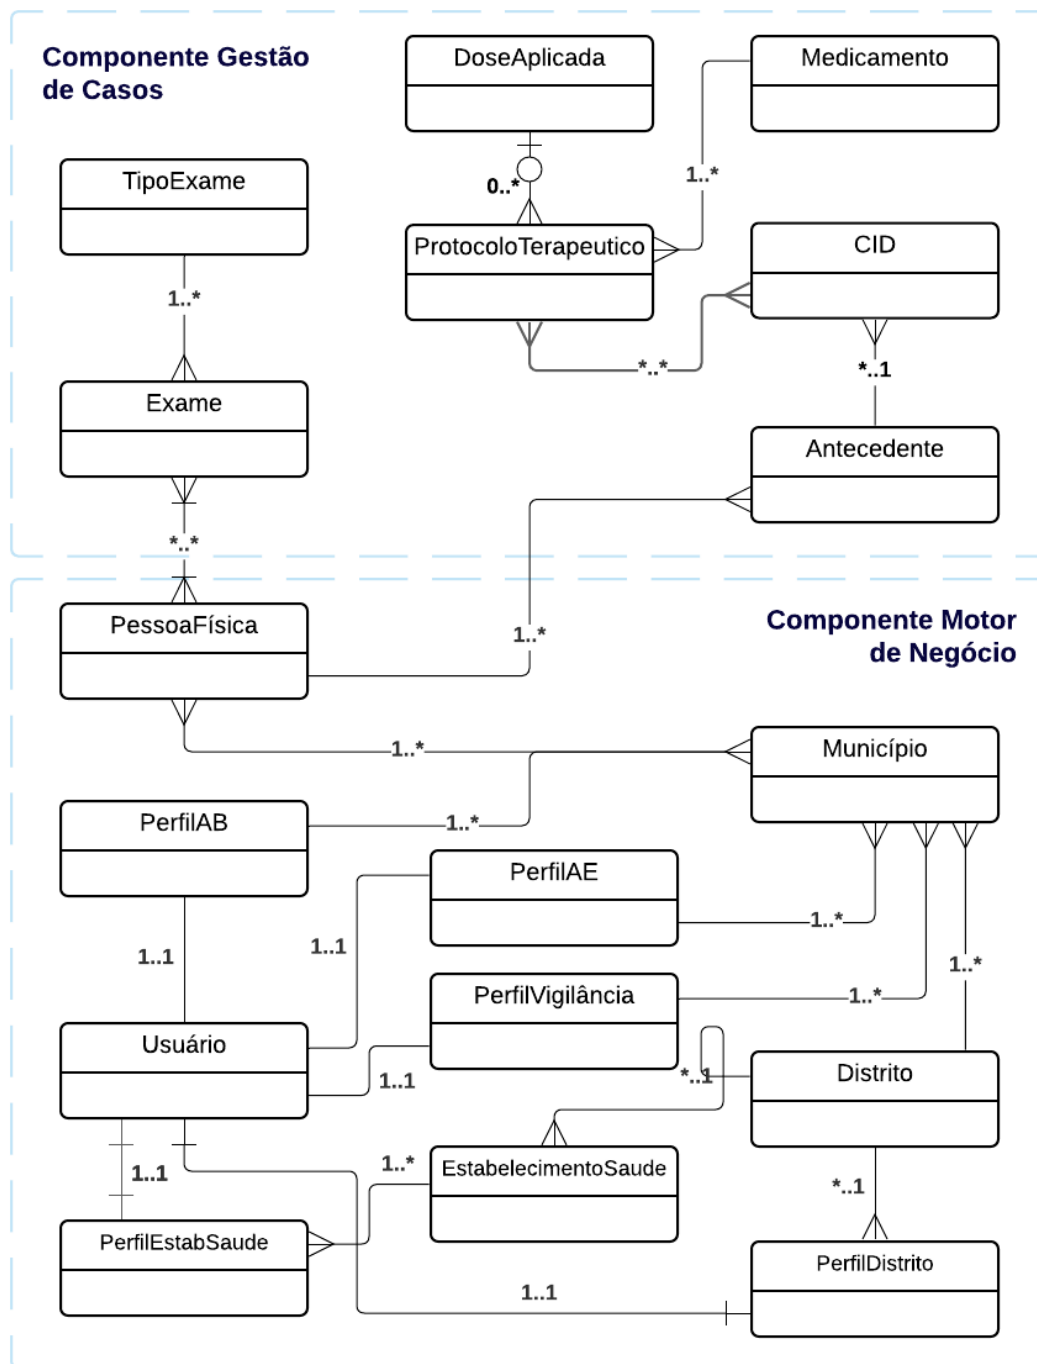 Componente Gestão
de Casos
DoseAplicada
Medicamento
TipoExame
0..*
1..*
ProtocoloTerapeutico
CID
1..*
*..*
*..1
Exame
Antecedente
*..*
PessoaFísica
1..*
Componente Motor
de Negócio
1..*
Município
PerfilAB
1..*
PerfilAE
1..*
1..1
1..1
1..*
PerfilVigilância
1..*
Usuário
1..1
*..1
Distrito
1..1
1..*
EstabelecimentoSaude
*..1
PerfilEstabSaude
PerfilDistrito
1..1